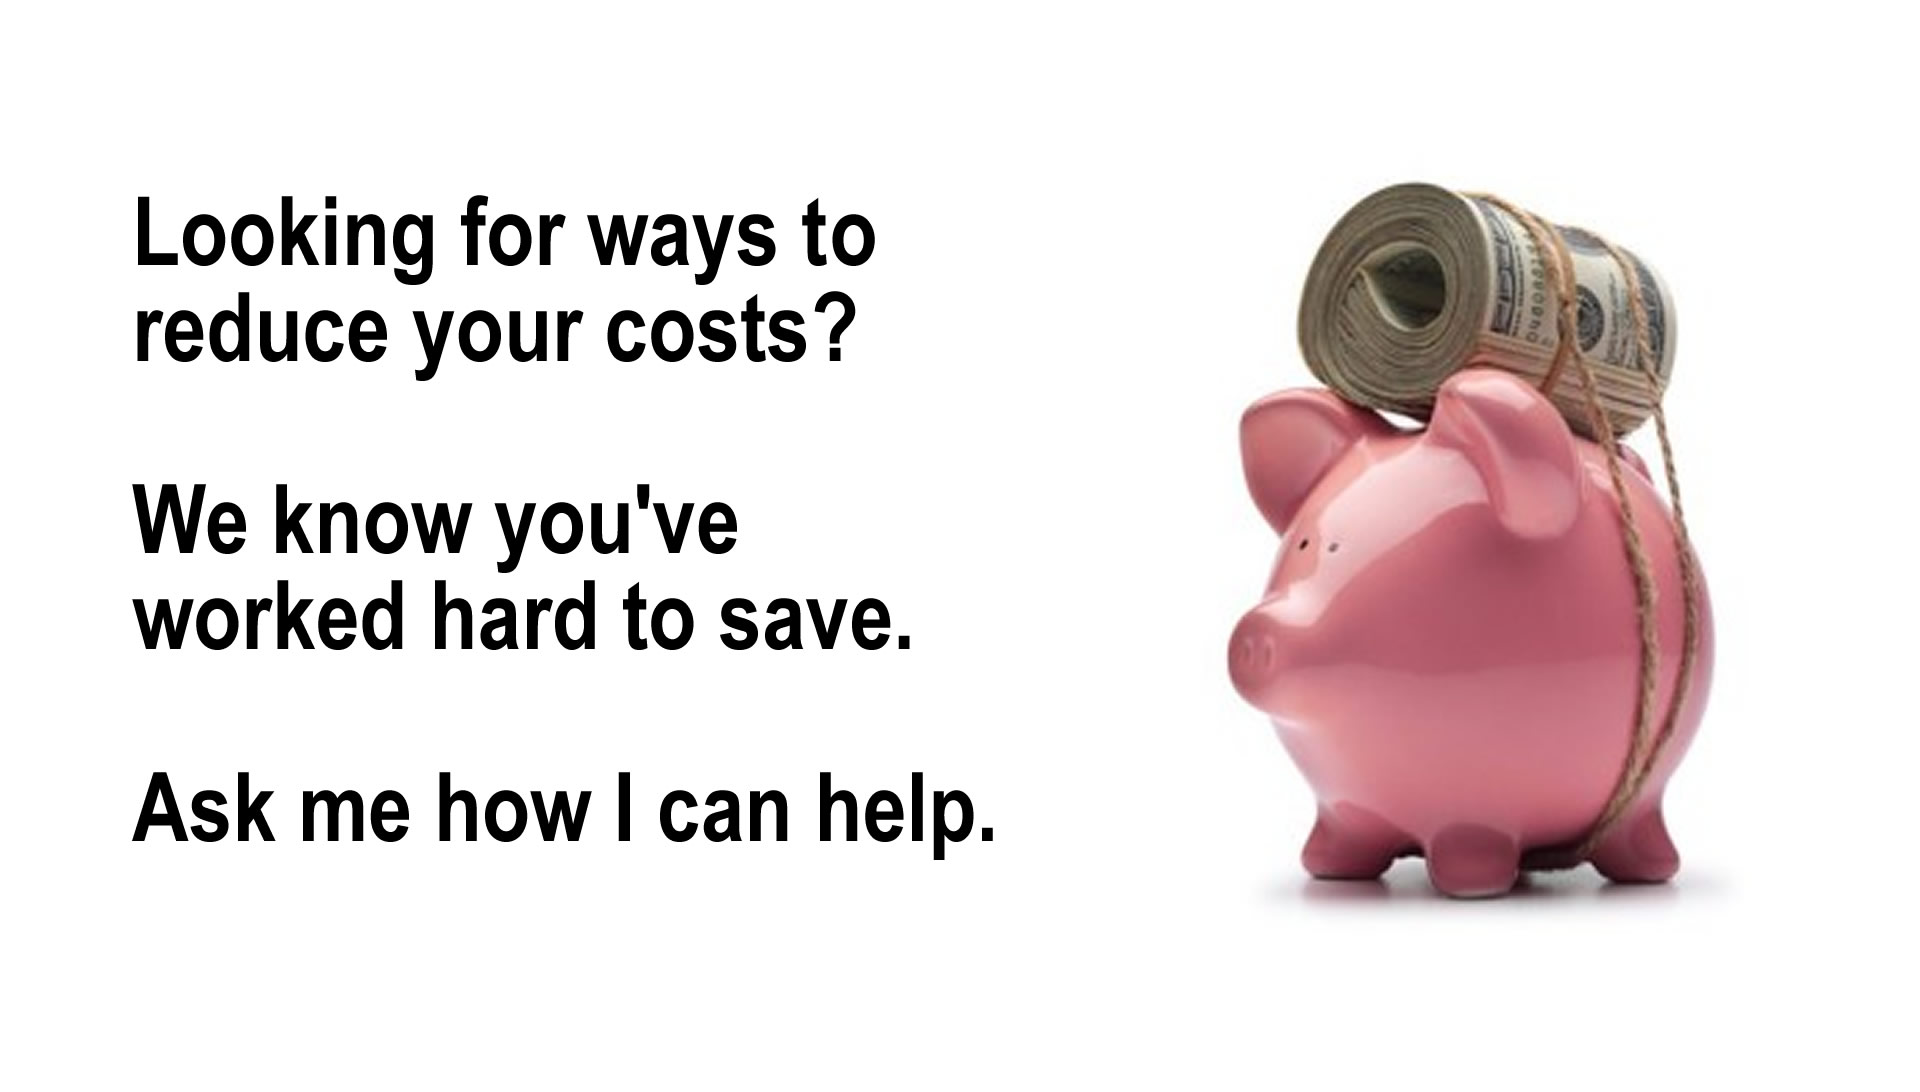 Looking for ways to
reduce your costs?
We know you've
worked hard to save.
Ask me how I can help.